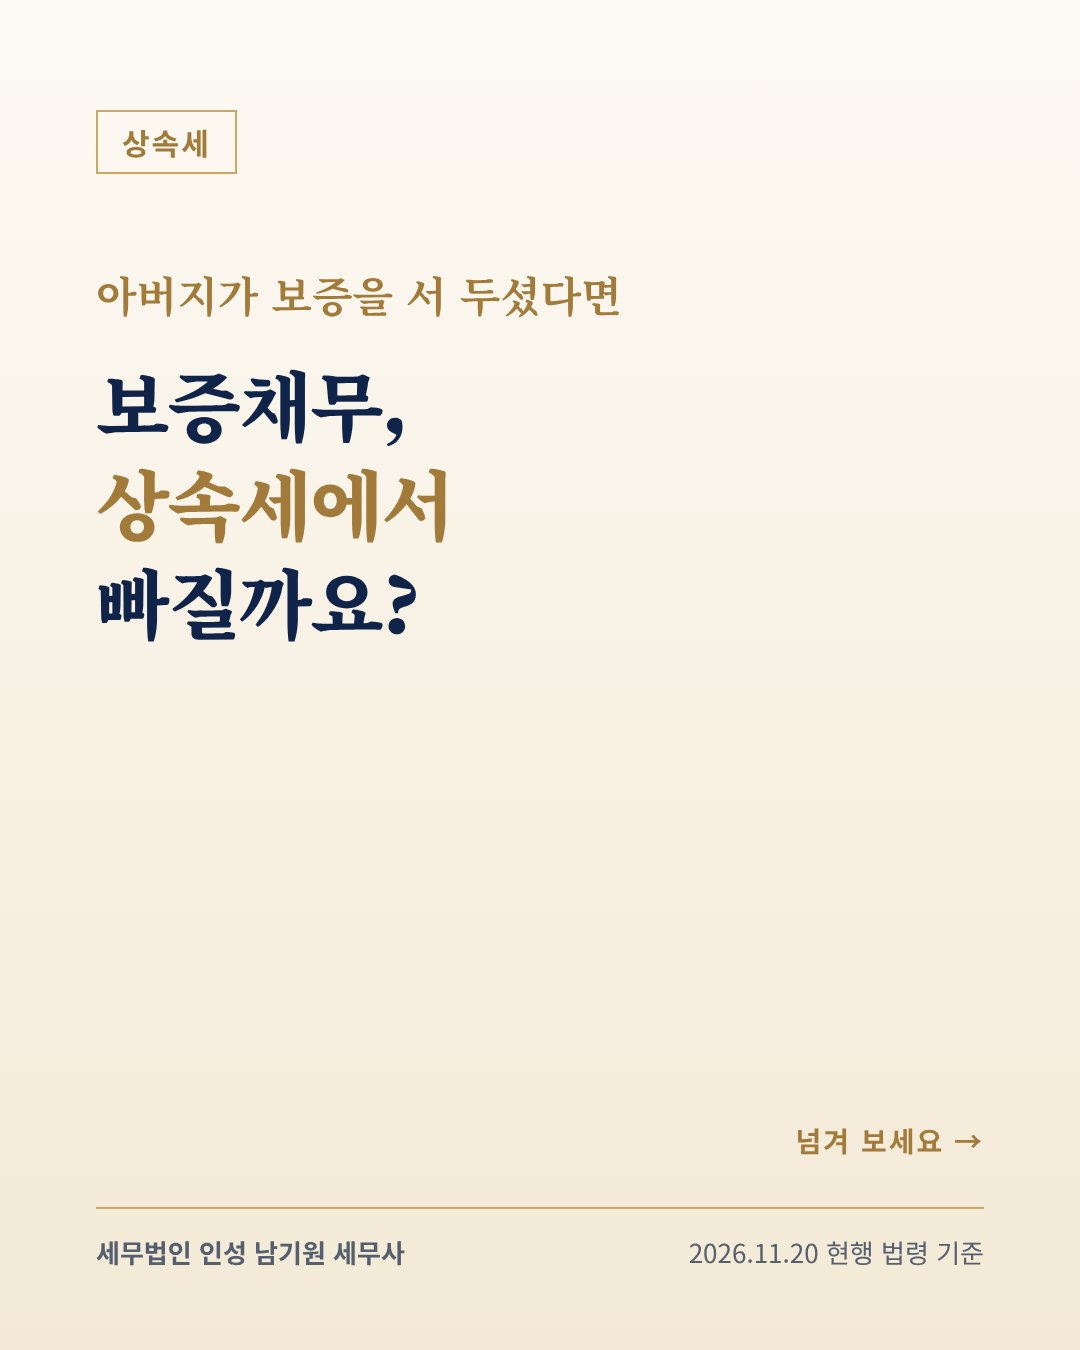 상속세
아버지가 보증을 서 두셨다면
보증채무,
상속세에서
빠질까요?
넘겨 보세요 →
세무법인 인성 남기원 세무사
2026.11.20 현행 법령 기준